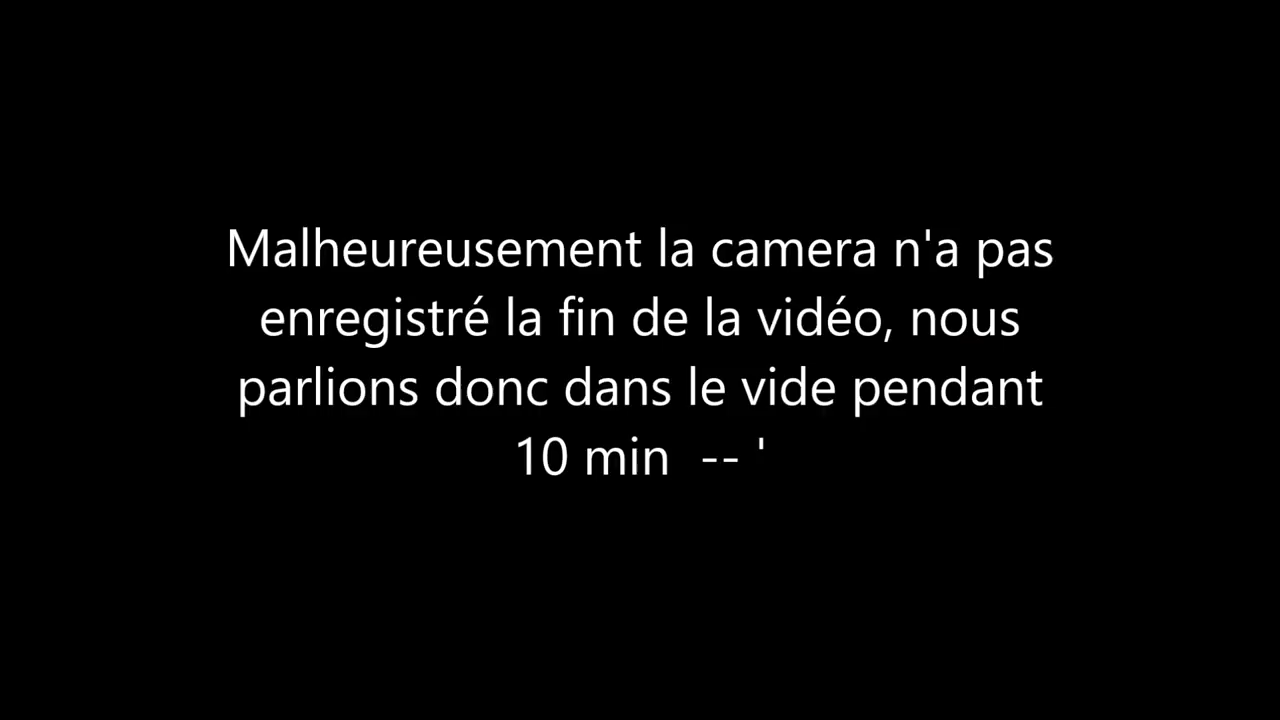 Malheureusement la camera n'a pas
enregistré la fin de la vidéo, nous
parlions donc dans le vide pendant
10 min  -- '